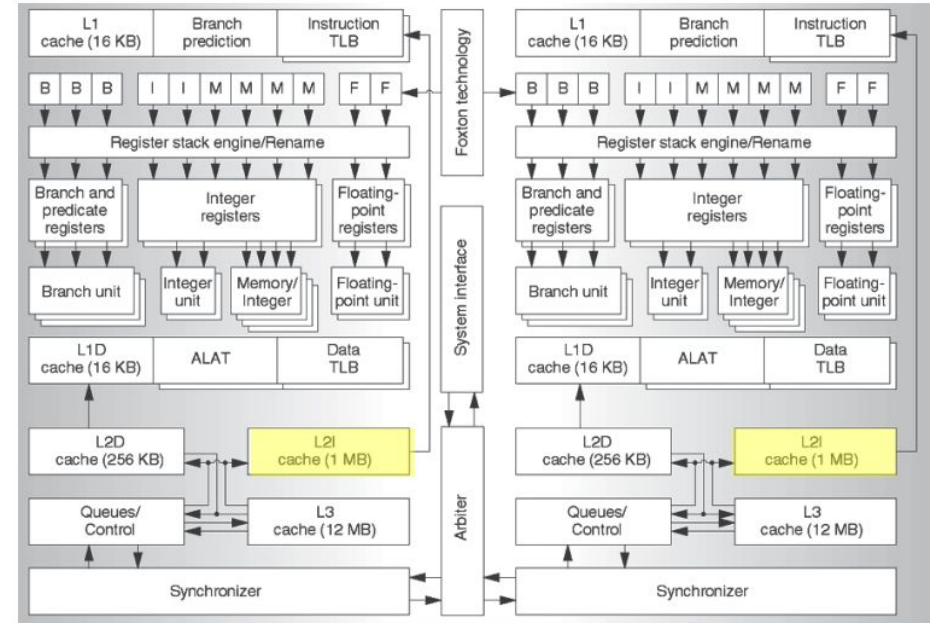 L1
cache (16 KB)
Branch
prediction
Instruction
TLB
B B B I I M M M M F F
Register stack engine/Rename
Branch and
predicate
registers
Integer
registers
Floating-
point
registers
Branch unit
Integer
unit
Memory/
Integer
Floating-
point unit
L1D
cache (16 KB)
ALAT
Data
TLB
L2D
cache (256 KB)
L2I
cache (1 MB)
Queues/
Control
L3
cache (12 MB)
Synchronizer
Foxton technology
System interface
Arbiter
L1
cache (16 KB)
Branch
prediction
Instruction
TLB
B B B I I M M M M F F
Register stack engine/Rename
Branch and
predicate
registers
Integer
registers
Floating-
point
registers
Branch unit
Integer
unit
Memory/
Integer
Floating-
point unit
L1D
cache (16 KB)
ALAT
Data
TLB
L2D
cache (256 KB)
L2I
cache (1 MB)
Queues/
Control
L3
cache (12 MB)
Synchronizer